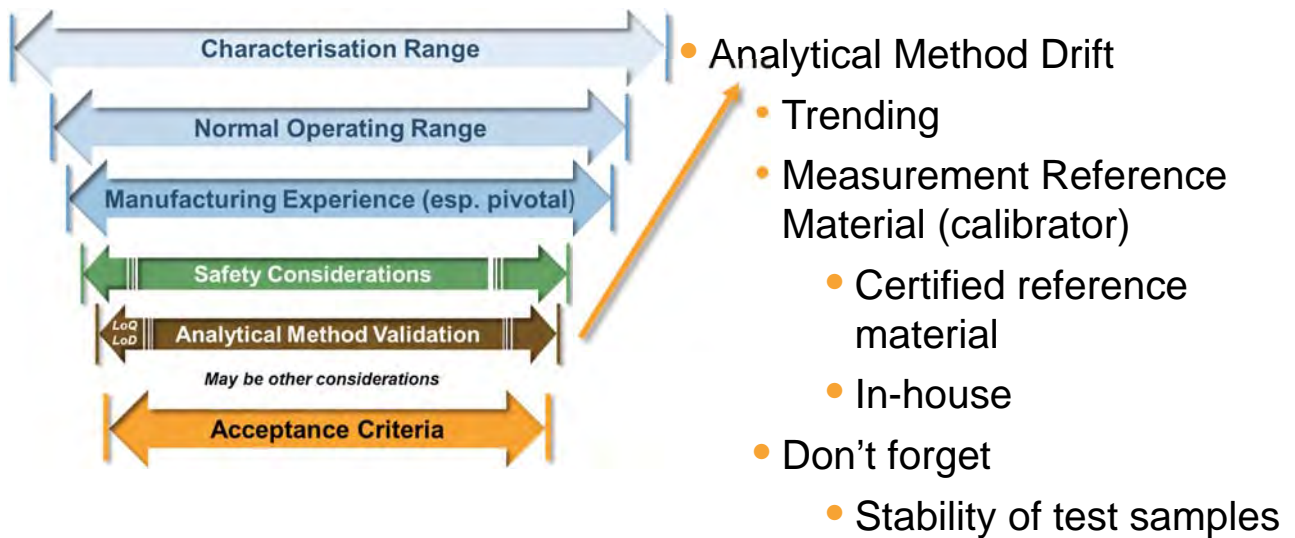 Characterisation Range
Normal Operating Range
Manufacturing Experience (esp. pivotal)
Safety Considerations
LoQ
LoD
Analytical Method Validation
May be other considerations
Acceptance Criteria
• Analytical Method Drift
• Trending
• Measurement Reference
Material (calibrator)
• Certified reference
material
• In-house
• Don’t forget
• Stability of test samples